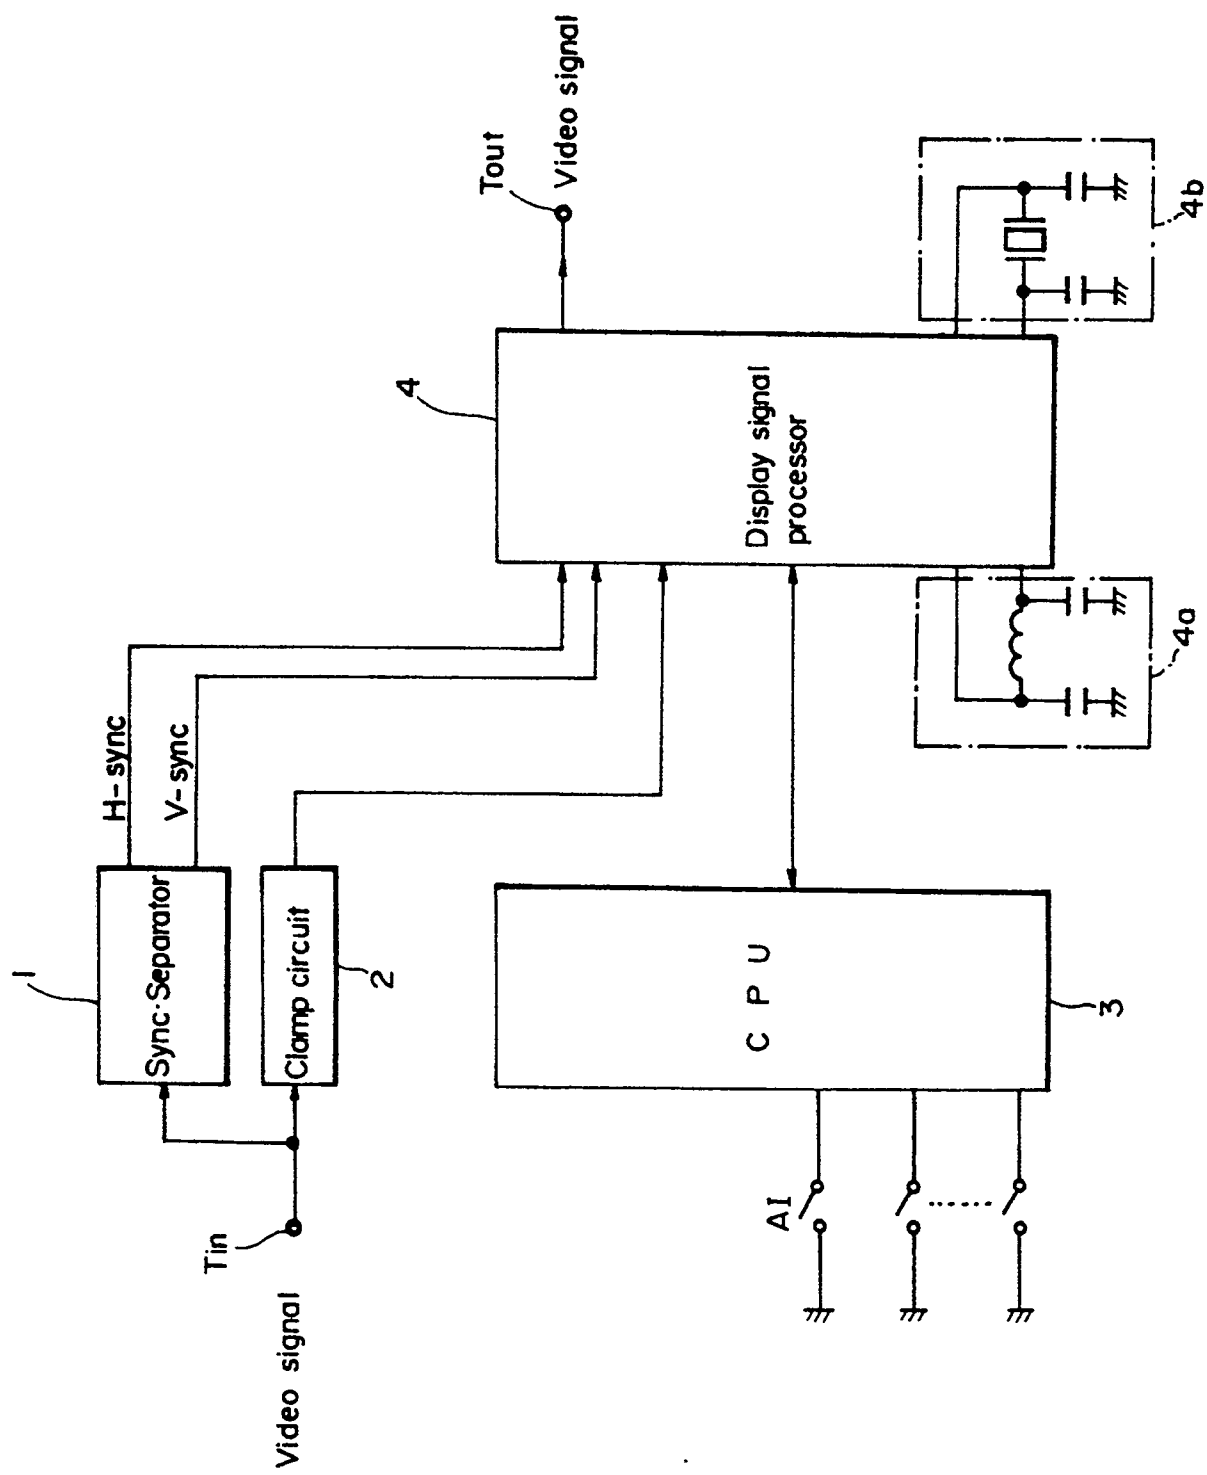 Video signal
Tin
1
Sync·Separator
H-sync
V-sync
Clamp circuit
2
4
Display signal
processor
Tout
Video signal
AI
C P U
3
4a
4b